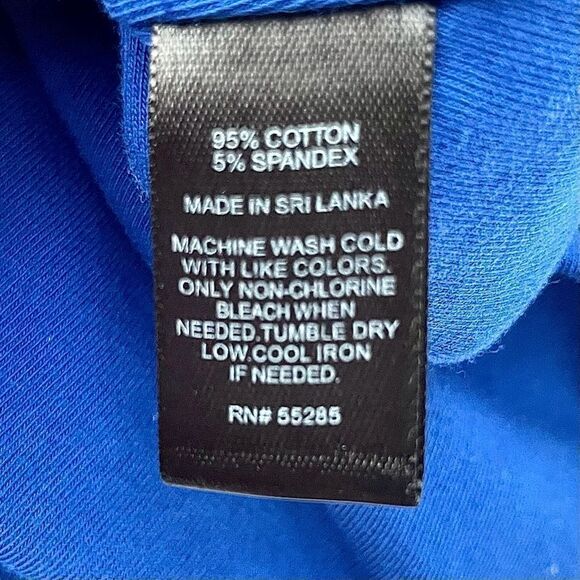 95% COTTON
5% SPANDEX
MADE IN SRI LANKA
MACHINE WASH COLD
WITH LIKE COLORS.
ONLY NON-CHLORINE
BLEACH WHEN
NEEDED.TUMBLE DRY
LOW.COOL IRON
IF NEEDED.
RN# 55285